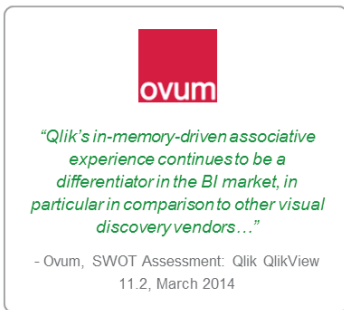 ovum
“Qlik’s in-memory-driven associative
experience continues to be a
differentiator in the BI market, in
particular in comparison to other visual
discovery vendors…”
- Ovum, SWOT Assessment: Qlik QlikView
11.2, March 2014